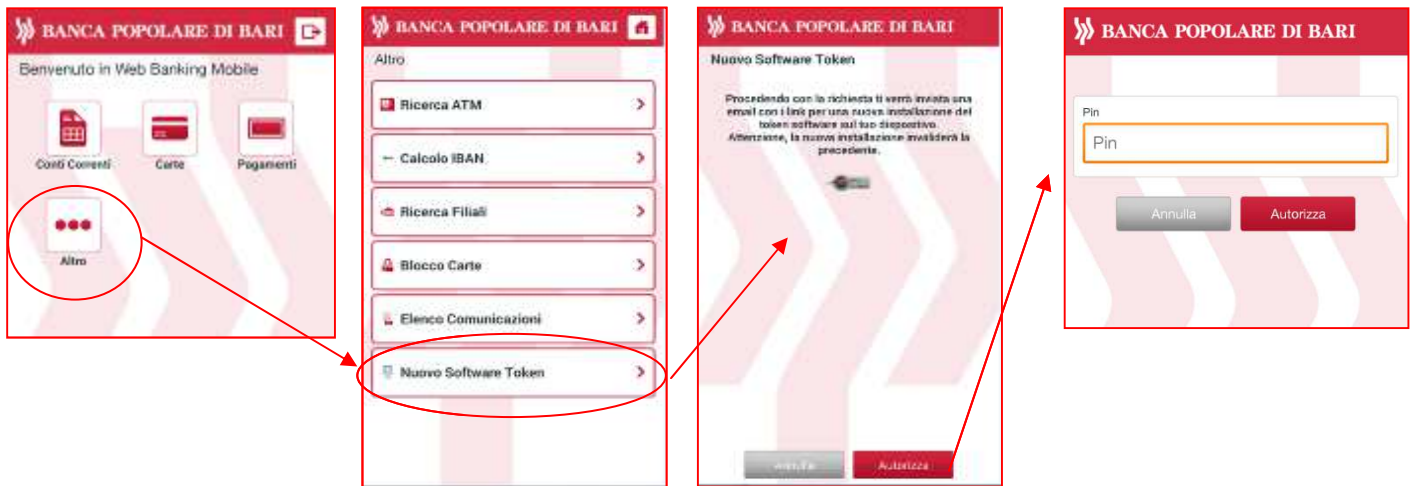 BANCA POPOLARE DI BARI
Benvenuto in Web Banking Mobile
Conti Correnti
Carte
Pagamenti
Altro
BANCA POPOLARE DI BARI
Altro
Ricerca ATM
Calcolo IBAN
Ricerca Filiali
Blocco Carte
Elenco Comunicazioni
Nuovo Software Token
BANCA POPOLARE DI BARI
Nuovo Software Token
Procedendo con la richiesta ti verrà inviata una
email con i link per una nuova installazione del
token software sul tuo dispositivo.
Attenzione, la nuova installazione invaliderà la
precedente.
Annulla
Autorizza
BANCA POPOLARE DI BARI
Pin
Pin
Annulla
Autorizza